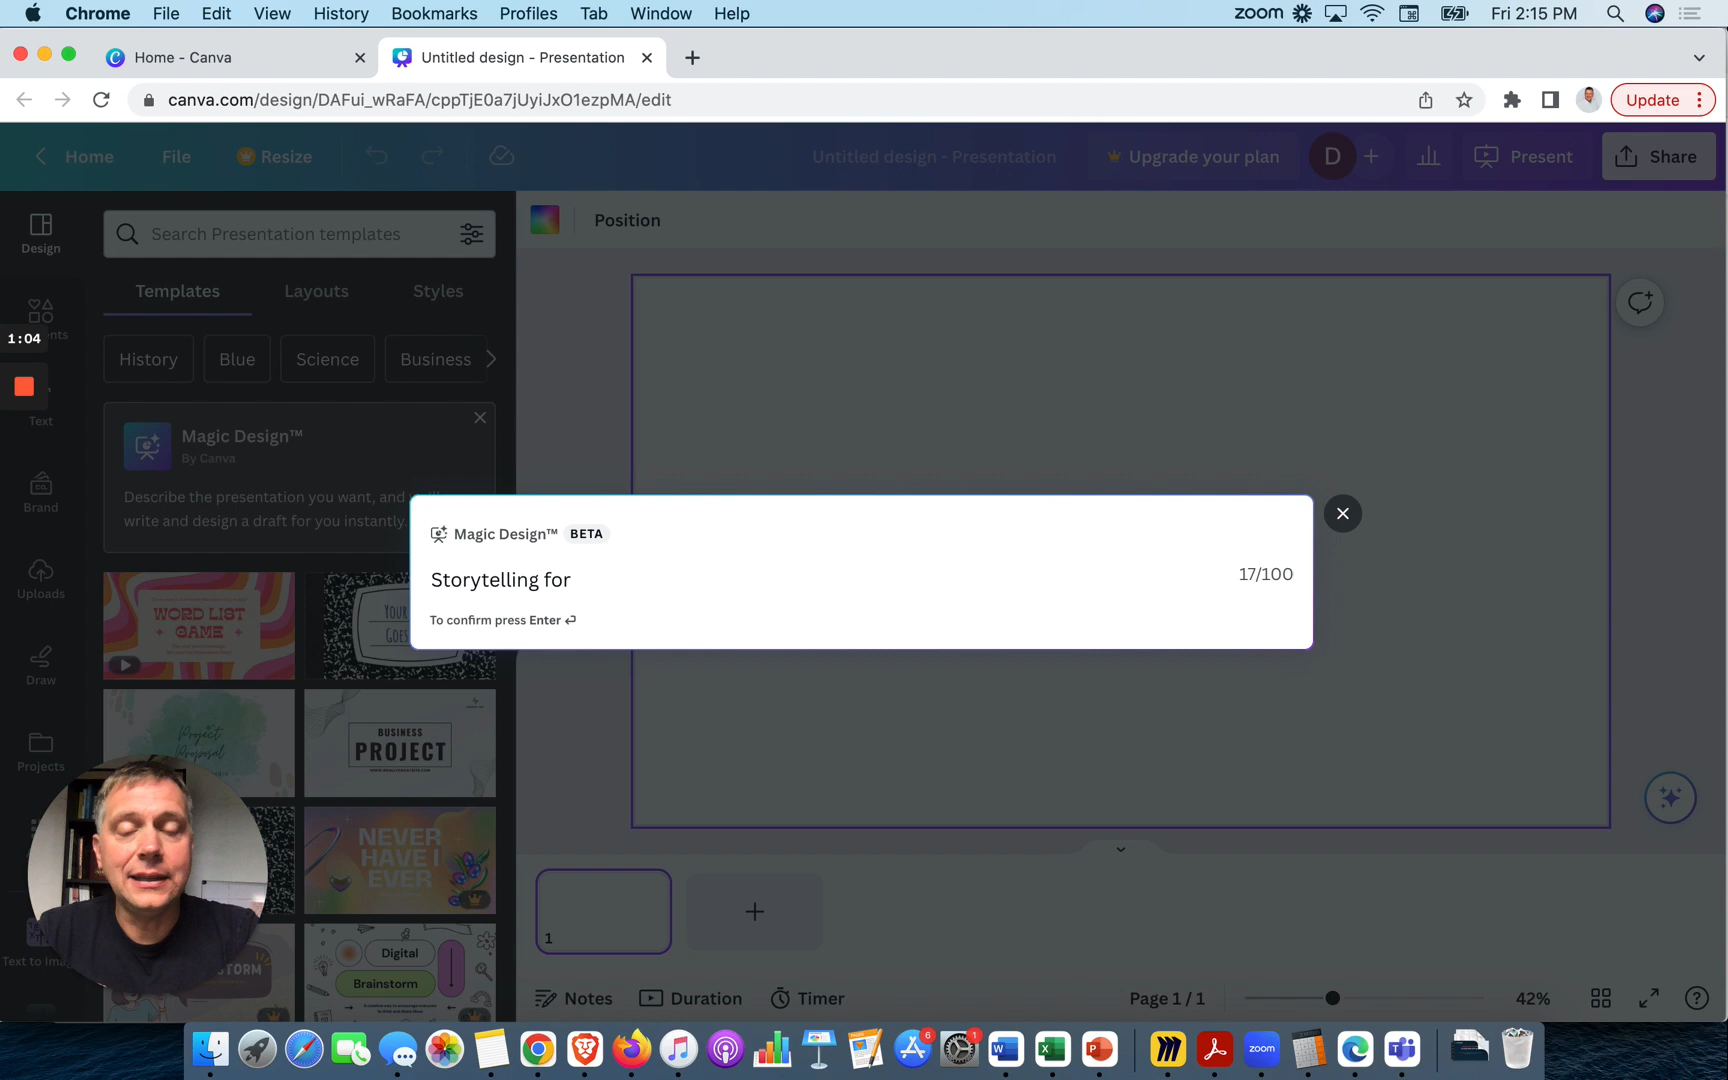 Chrome File Edit View History Bookmarks Profiles Tab Window Help
zoom Fri 2:15 PM
Home - Canva
Untitled design - Presentation
canva.com/design/DAFui_wRaFA/cppTjE0a7jUyiJxO1ezpMA/edit
Update
Home File Resize
Untitled design - Presentation
Upgrade your plan
D
Present
Share
Design
Search Presentation templates
Position
Templates Layouts Styles
1:04
History Blue Science Business
Text
Magic Design™
By Canva
Describe the presentation you want, and
write and design a draft for you instantly.
Brand
Uploads
Draw
Projects
Magic Design™ BETA
Storytelling for
17/100
To confirm press Enter
WORD LIST
GAME
YOUR
GOES
Project
Proposal
BUSINESS
PROJECT
NEVER
HAVE I
EVER
Digital
Brainstorm
1
Notes Duration Timer
Page 1 / 1
42%
6
1
zoom